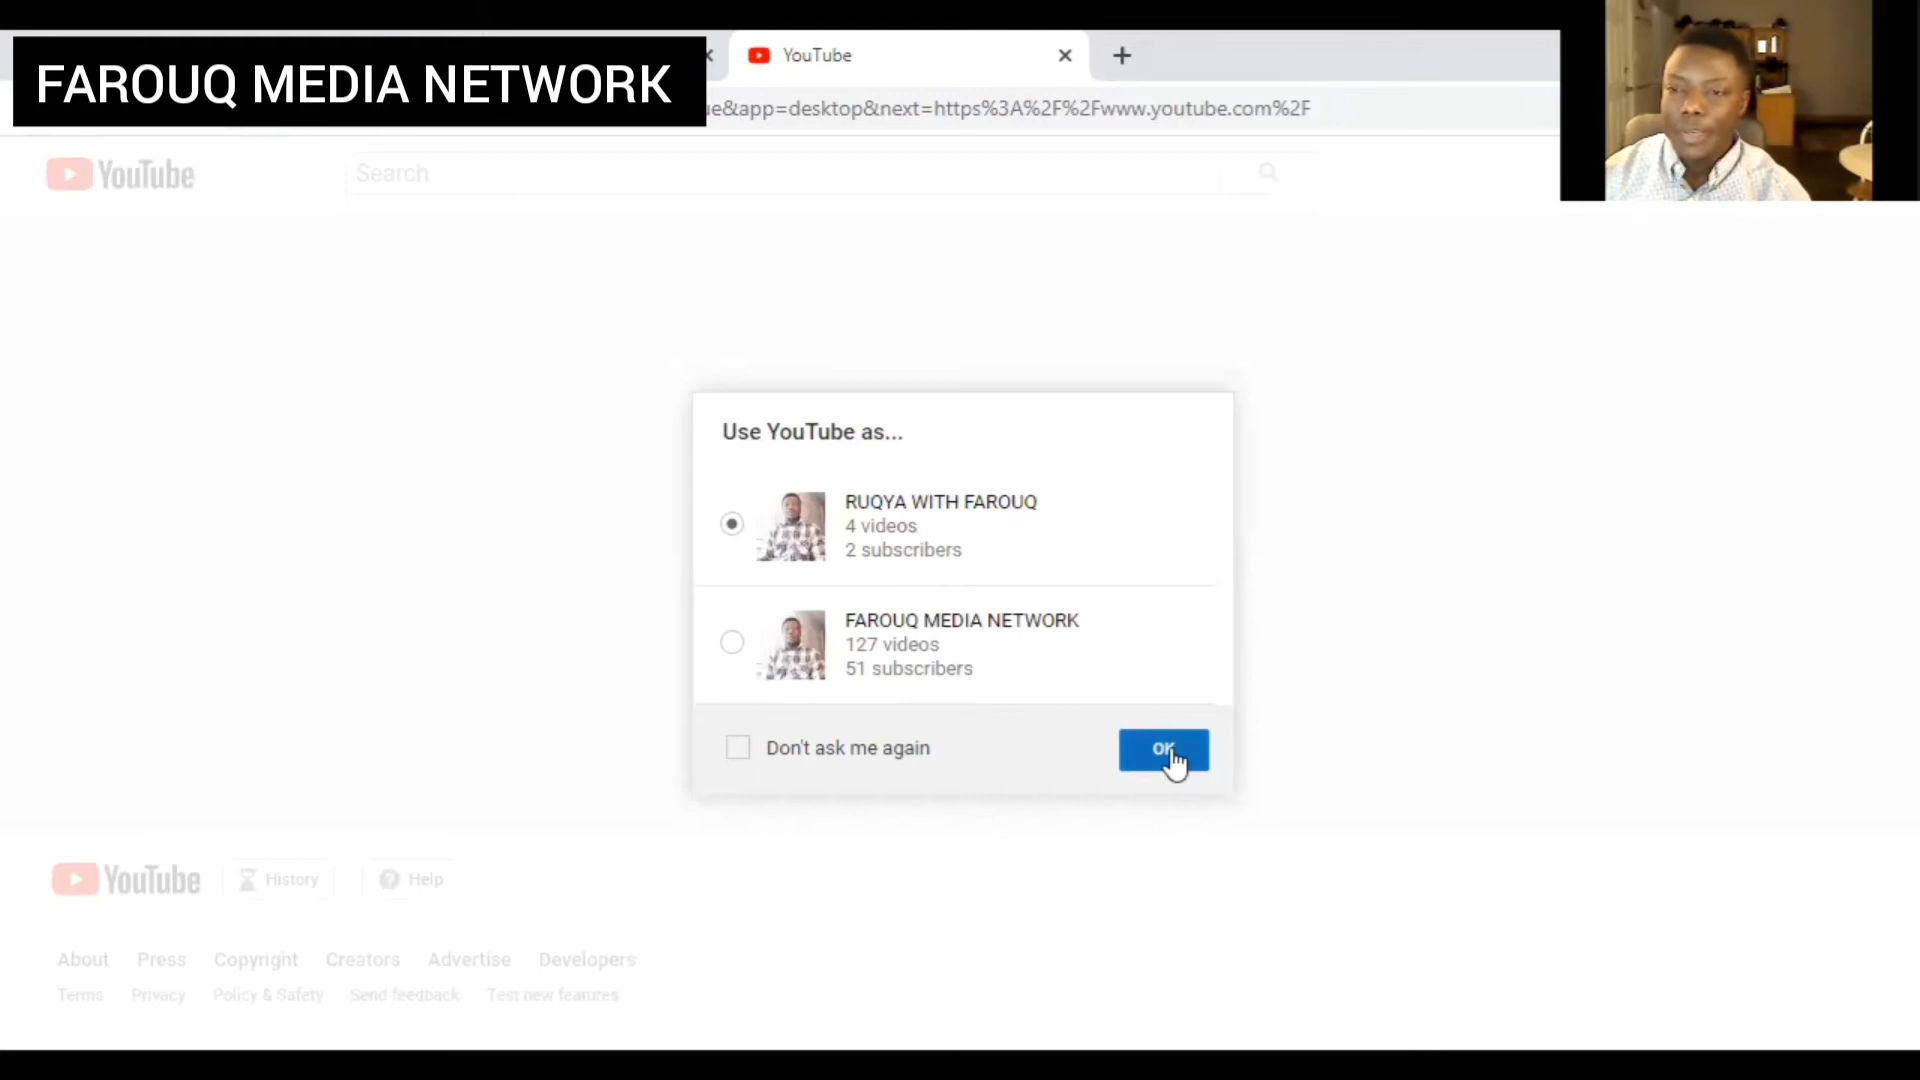 YouTube
FAROUQ MEDIA NETWORK
ue&app=desktop&next=https%3A%2F%2Fwww.youtube.com%2F
YouTube
Search
Use YouTube as...
RUQYA WITH FAROUQ
4 videos
2 subscribers
FAROUQ MEDIA NETWORK
127 videos
51 subscribers
Don't ask me again
OK
YouTube History Help
About Press Copyright Creators Advertise Developers
Terms Privacy Policy & Safety Send feedback Test new features